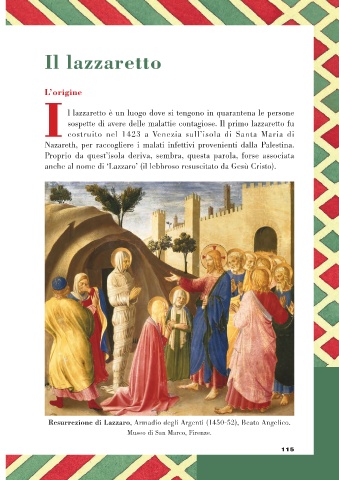 Il lazzaretto
L'origine
Il lazzaretto è un luogo dove si tengono in quarantena le persone
sospette di avere delle malattie contagiose. Il primo lazzaretto fu
costruito nel 1423 a Venezia sull'isola di Santa Maria di
Nazareth, per raccogliere i malati infettivi provenienti dalla Palestina.
Proprio da quest'isola deriva, sembra, questa parola, forse associata
anche al nome di 'Lazzaro' (il lebbroso resuscitato da Gesù Cristo).
Resurrezione di Lazzaro, Armadio degli Argenti (1450-52), Beato Angelico,
Museo di San Marco, Firenze.
115